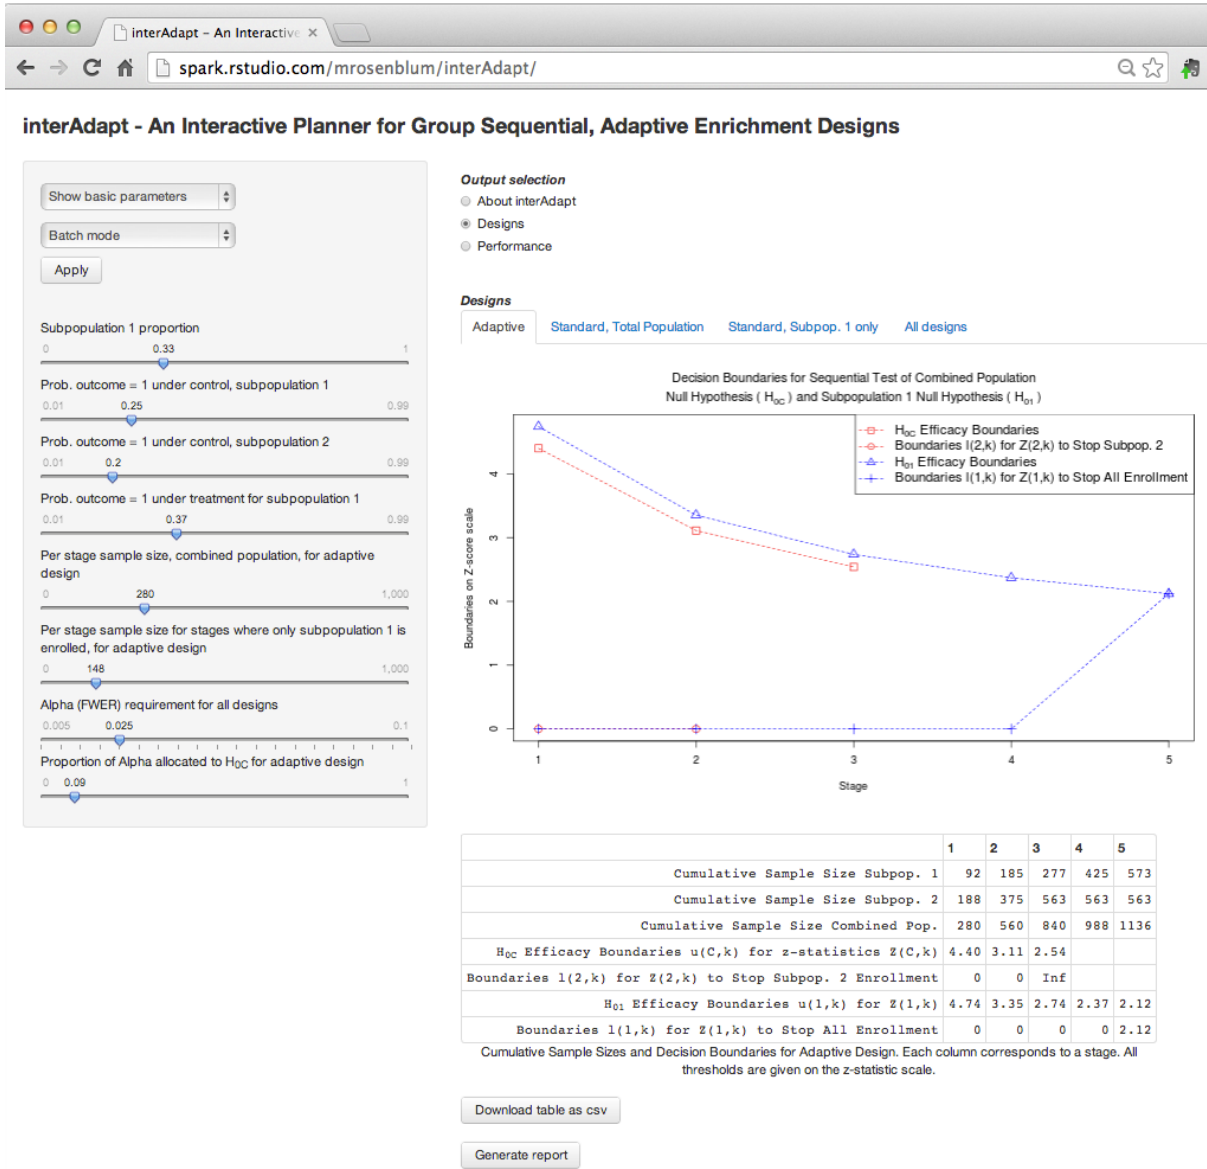 interAdapt - An Interactive
spark.rstudio.com/mrosenblum/interAdapt/
interAdapt - An Interactive Planner for Group Sequential, Adaptive Enrichment Designs
Show basic parameters
Batch mode
Apply
Subpopulation 1 proportion
0 0.33 1
Prob. outcome = 1 under control, subpopulation 1
0.01 0.25 0.99
Prob. outcome = 1 under control, subpopulation 2
0.01 0.2 0.99
Prob. outcome = 1 under treatment for subpopulation 1
0.01 0.37 0.99
Per stage sample size, combined population, for adaptive
design
0 280 1,000
Per stage sample size for stages where only subpopulation 1 is
enrolled, for adaptive design
0 148 1,000
Alpha (FWER) requirement for all designs
0.005 0.025 0.1
Proportion of Alpha allocated to H0C for adaptive design
0 0.09 1
Output selection
About interAdapt
Designs
Performance
Designs
Adaptive Standard, Total Population Standard, Subpop. 1 only All designs
Decision Boundaries for Sequential Test of Combined Population
Null Hypothesis ( H0C ) and Subpopulation 1 Null Hypothesis ( H01 )
H0C Efficacy Boundaries
Boundaries l(2,k) for Z(2,k) to Stop Subpop. 2
H01 Efficacy Boundaries
Boundaries l(1,k) for Z(1,k) to Stop All Enrollment
Boundaries on Z-score scale
4
3
2
1
0
1 2 3 4 5
Stage
1 2 3 4 5
Cumulative Sample Size Subpop. 1 92 185 277 425 573
Cumulative Sample Size Subpop. 2 188 375 563 563 563
Cumulative Sample Size Combined Pop. 280 560 840 988 1136
H0C Efficacy Boundaries u(C,k) for z-statistics Z(C,k) 4.40 3.11 2.54
Boundaries l(2,k) for Z(2,k) to Stop Subpop. 2 Enrollment 0 0 Inf
H01 Efficacy Boundaries u(1,k) for Z(1,k) 4.74 3.35 2.74 2.37 2.12
Boundaries l(1,k) for Z(1,k) to Stop All Enrollment 0 0 0 0 2.12
Cumulative Sample Sizes and Decision Boundaries for Adaptive Design. Each column corresponds to a stage. All
thresholds are given on the z-statistic scale.
Download table as csv
Generate report